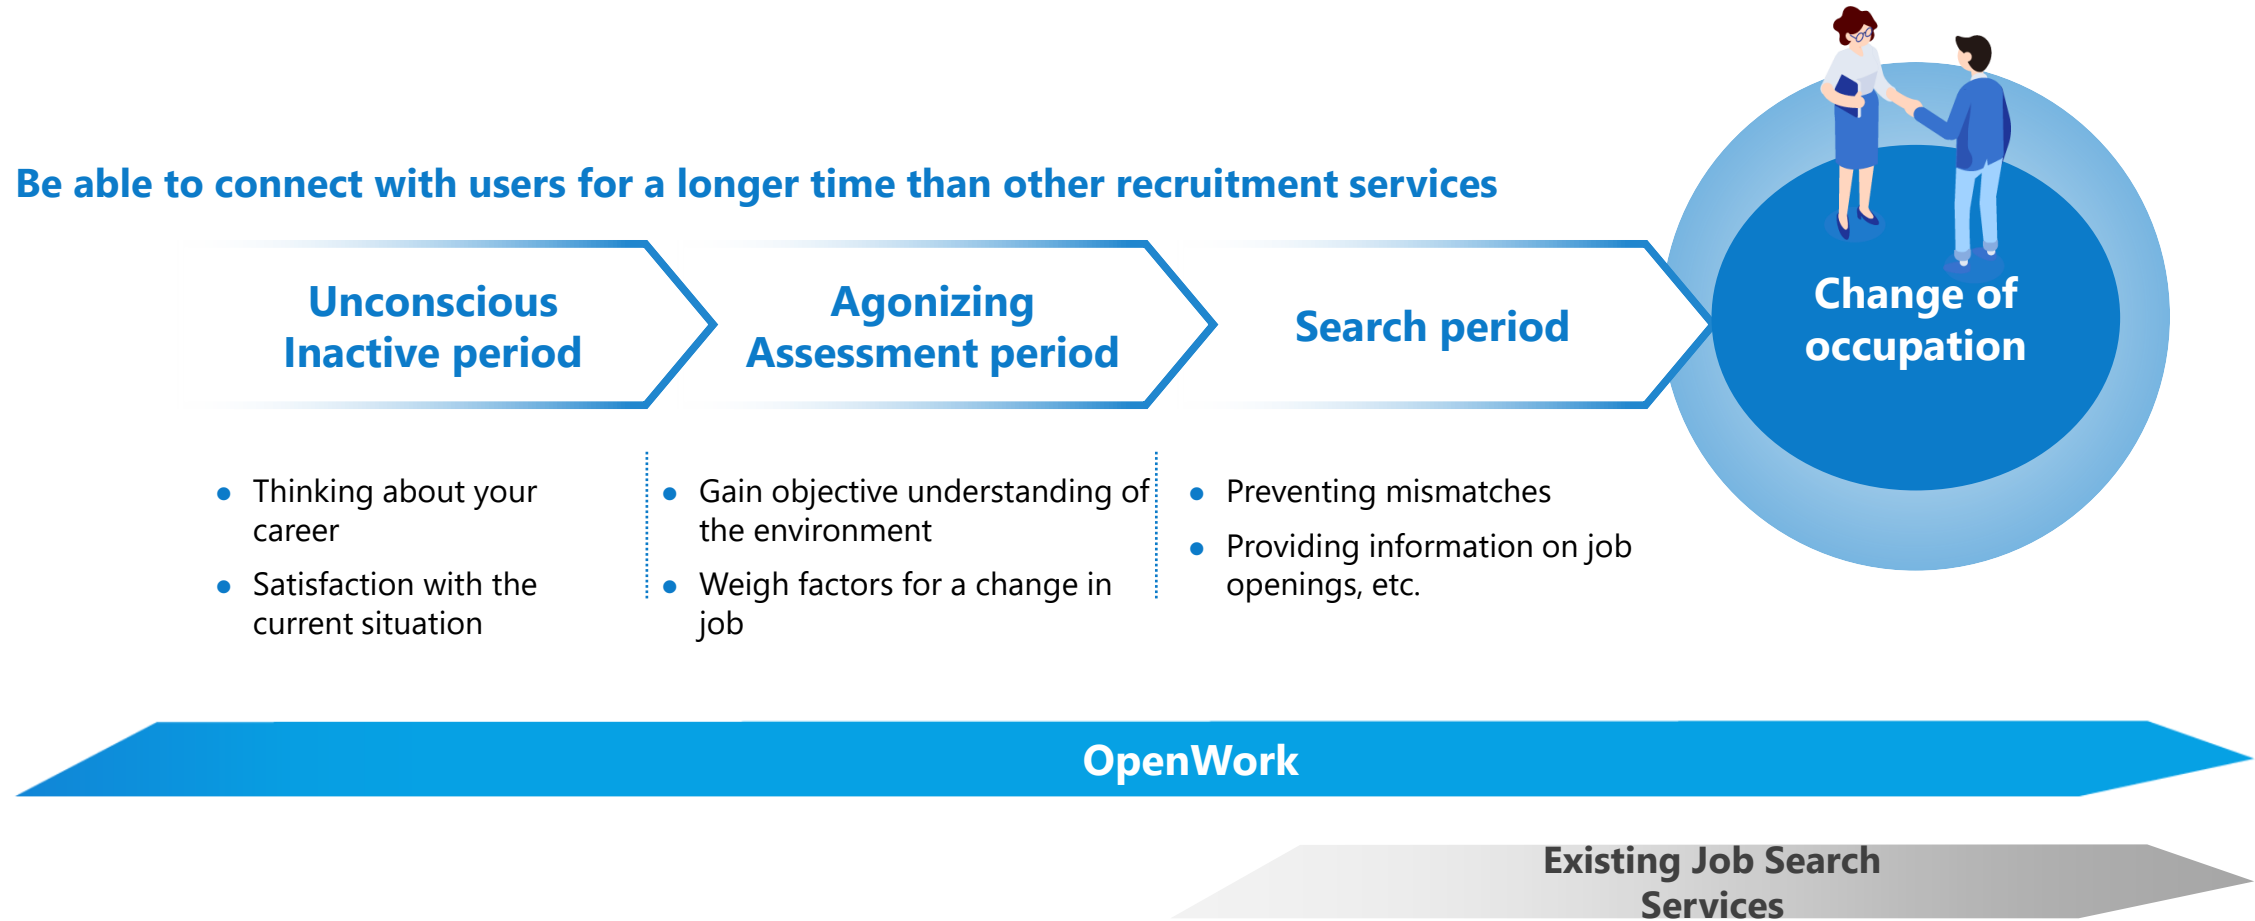 Be able to connect with users for a longer time than other recruitment services
Unconscious
Inactive period
Agonizing
Assessment period
Search period
Change of
occupation
● Thinking about your
career
● Satisfaction with the
current situation
● Gain objective understanding of
the environment
● Weigh factors for a change in
job
● Preventing mismatches
● Providing information on job
openings, etc.
OpenWork
Existing Job Search
Services